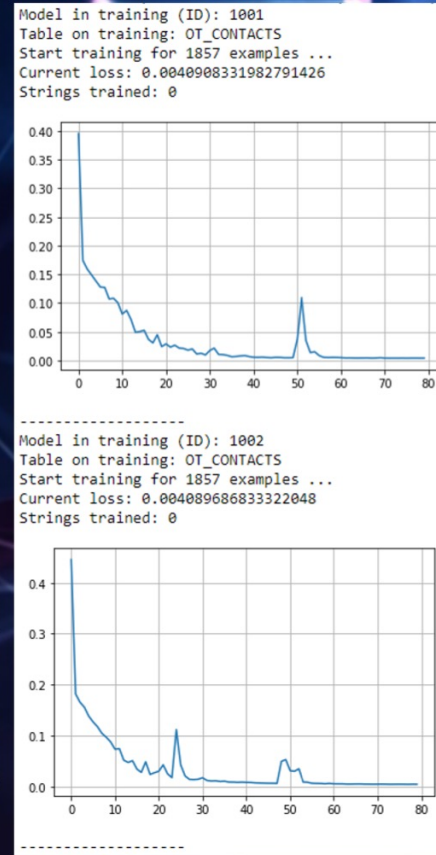 Model in training (ID): 1001
Table on training: OT_CONTACTS
Start training for 1857 examples ...
Current loss: 0.0040908331982791426
Strings trained: 0
0.40
0.35
0.30
0.25
0.20
0.15
0.10
0.05
0.00
0 10 20 30 40 50 60 70 80
-------------------
Model in training (ID): 1002
Table on training: OT_CONTACTS
Start training for 1857 examples ...
Current loss: 0.004089686833322048
Strings trained: 0
0.4
0.3
0.2
0.1
0.0
0 10 20 30 40 50 60 70 80
-------------------